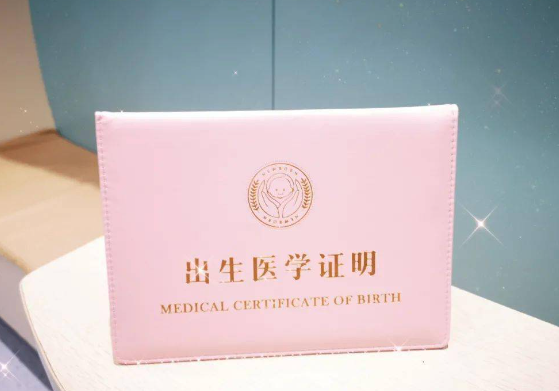 出生医学证明
MEDICAL CERTIFICATE OF BIRTH